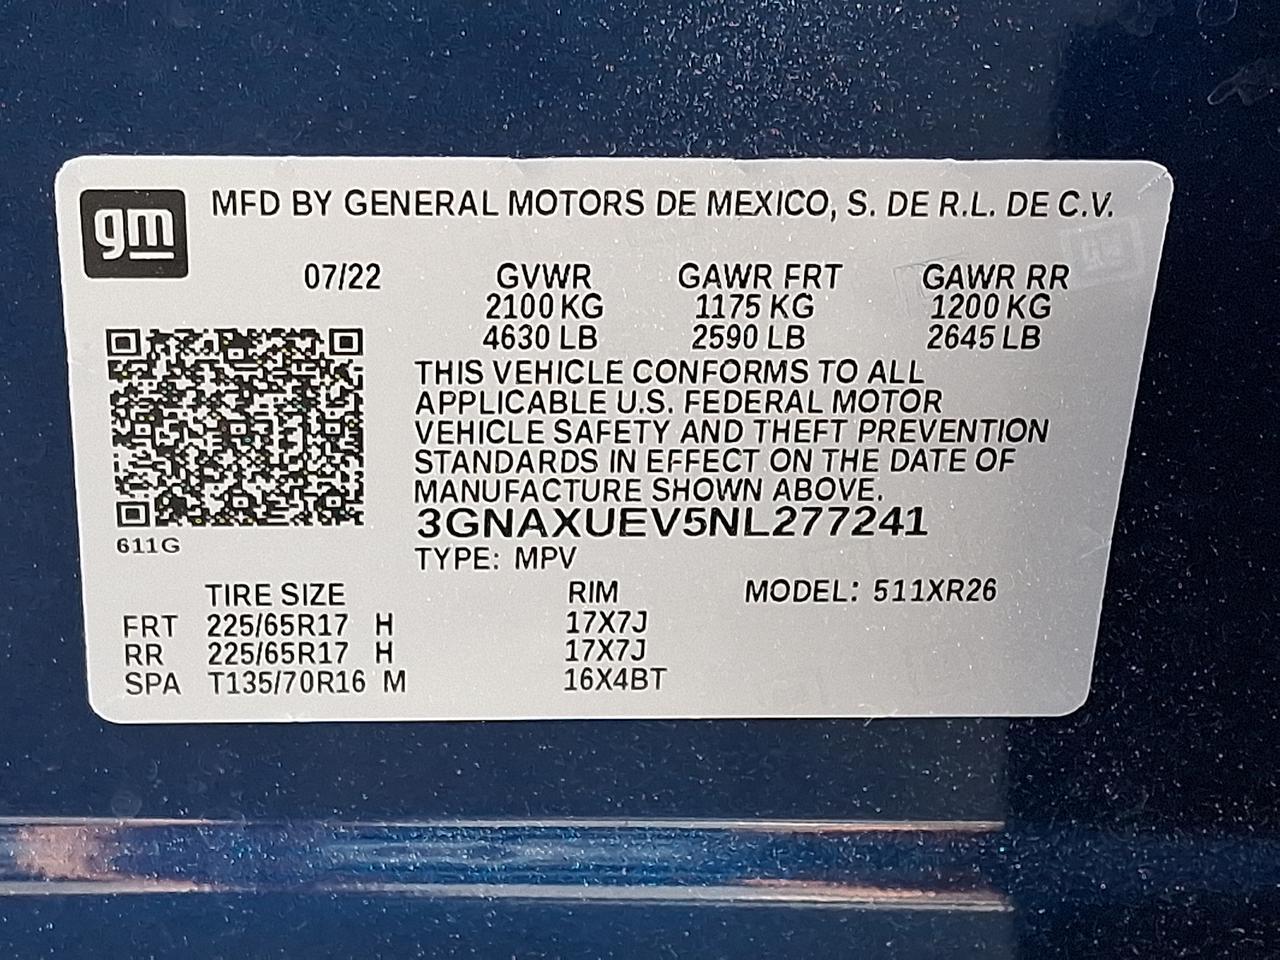 gm MFD BY GENERAL MOTORS DE MEXICO, S. DE R.L. DE C.V.
07/22 GVWR GAWR FRT GAWR RR
2100 KG 1175 KG 1200 KG
4630 LB 2590 LB 2645 LB
THIS VEHICLE CONFORMS TO ALL
APPLICABLE U.S. FEDERAL MOTOR
VEHICLE SAFETY AND THEFT PREVENTION
STANDARDS IN EFFECT ON THE DATE OF
MANUFACTURE SHOWN ABOVE.
3GNAXUEV5NL277241
611G
TYPE: MPV
TIRE SIZE RIM MODEL: 511XR26
FRT 225/65R17 H 17X7J
RR 225/65R17 H 17X7J
SPA T135/70R16 M 16X4BT